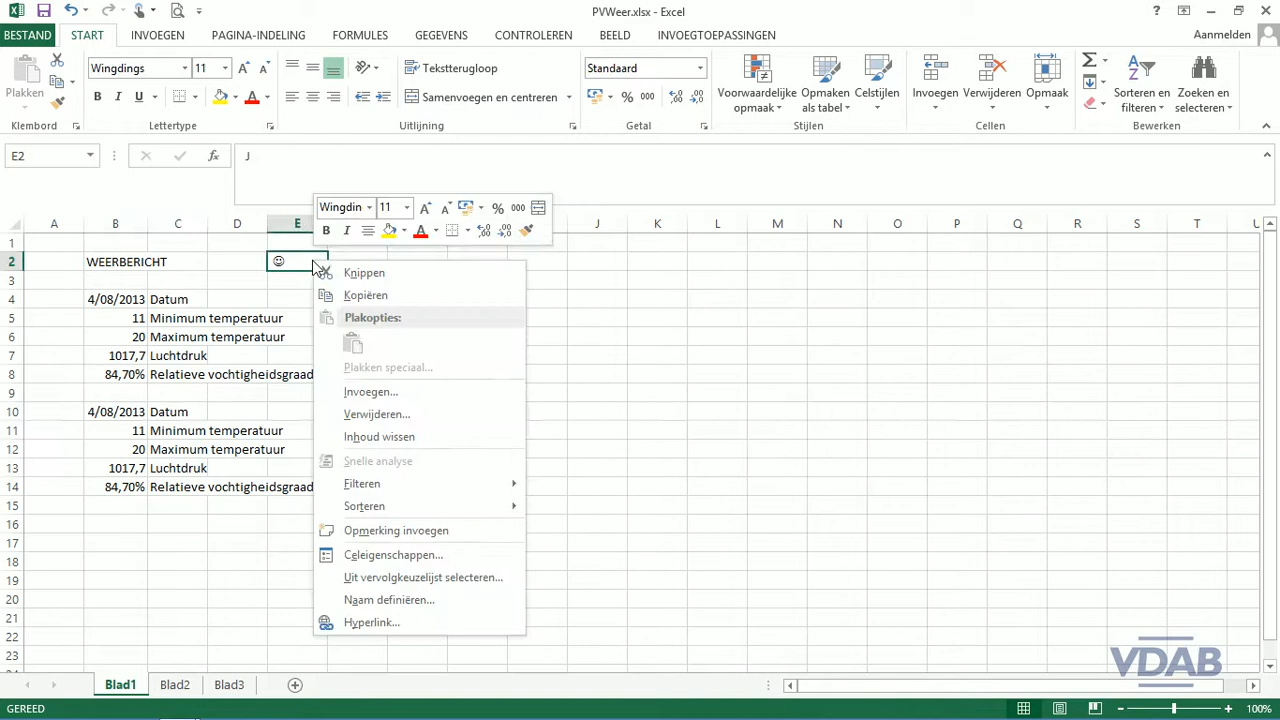 PVWeer.xlsx - Excel
?
BESTAND START INVOEGEN PAGINA-INDELING FORMULES GEGEVENS CONTROLEREN BEELD INVOEGTOEPASSINGEN Aanmelden
Plakken
Wingdings 11
B I U
Tekstterugloop
Samenvoegen en centreren
Standaard
% 000
Voorwaardelijke opmaak
Opmaken als tabel
Celstijlen
Invoegen Verwijderen Opmaak
Sorteren en filteren
Zoeken en selecteren
Klembord Lettertype Uitlijning Getal Stijlen Cellen Bewerken
E2 fx J
Wingdin 11 % 000
B I
A B C D E J K L M N O P Q R S T U
1
2 WEERBERICHT ☺
3
4 4/08/2013 Datum
5 11 Minimum temperatuur
6 20 Maximum temperatuur
7 1017,7 Luchtdruk
8 84,70% Relatieve vochtigheidsgraad
9
10 4/08/2013 Datum
11 11 Minimum temperatuur
12 20 Maximum temperatuur
13 1017,7 Luchtdruk
14 84,70% Relatieve vochtigheidsgraad
15
16
17
18
19
20
21
22
23
Knippen
Kopiëren
Plakopties:
Plakken speciaal...
Invoegen...
Verwijderen...
Inhoud wissen
Snelle analyse
Filteren
Sorteren
Opmerking invoegen
Celeigenschappen...
Uit vervolgkeuzelijst selecteren...
Naam definiëren...
Hyperlink...
VDAB
Blad1 Blad2 Blad3
GEREED 100%